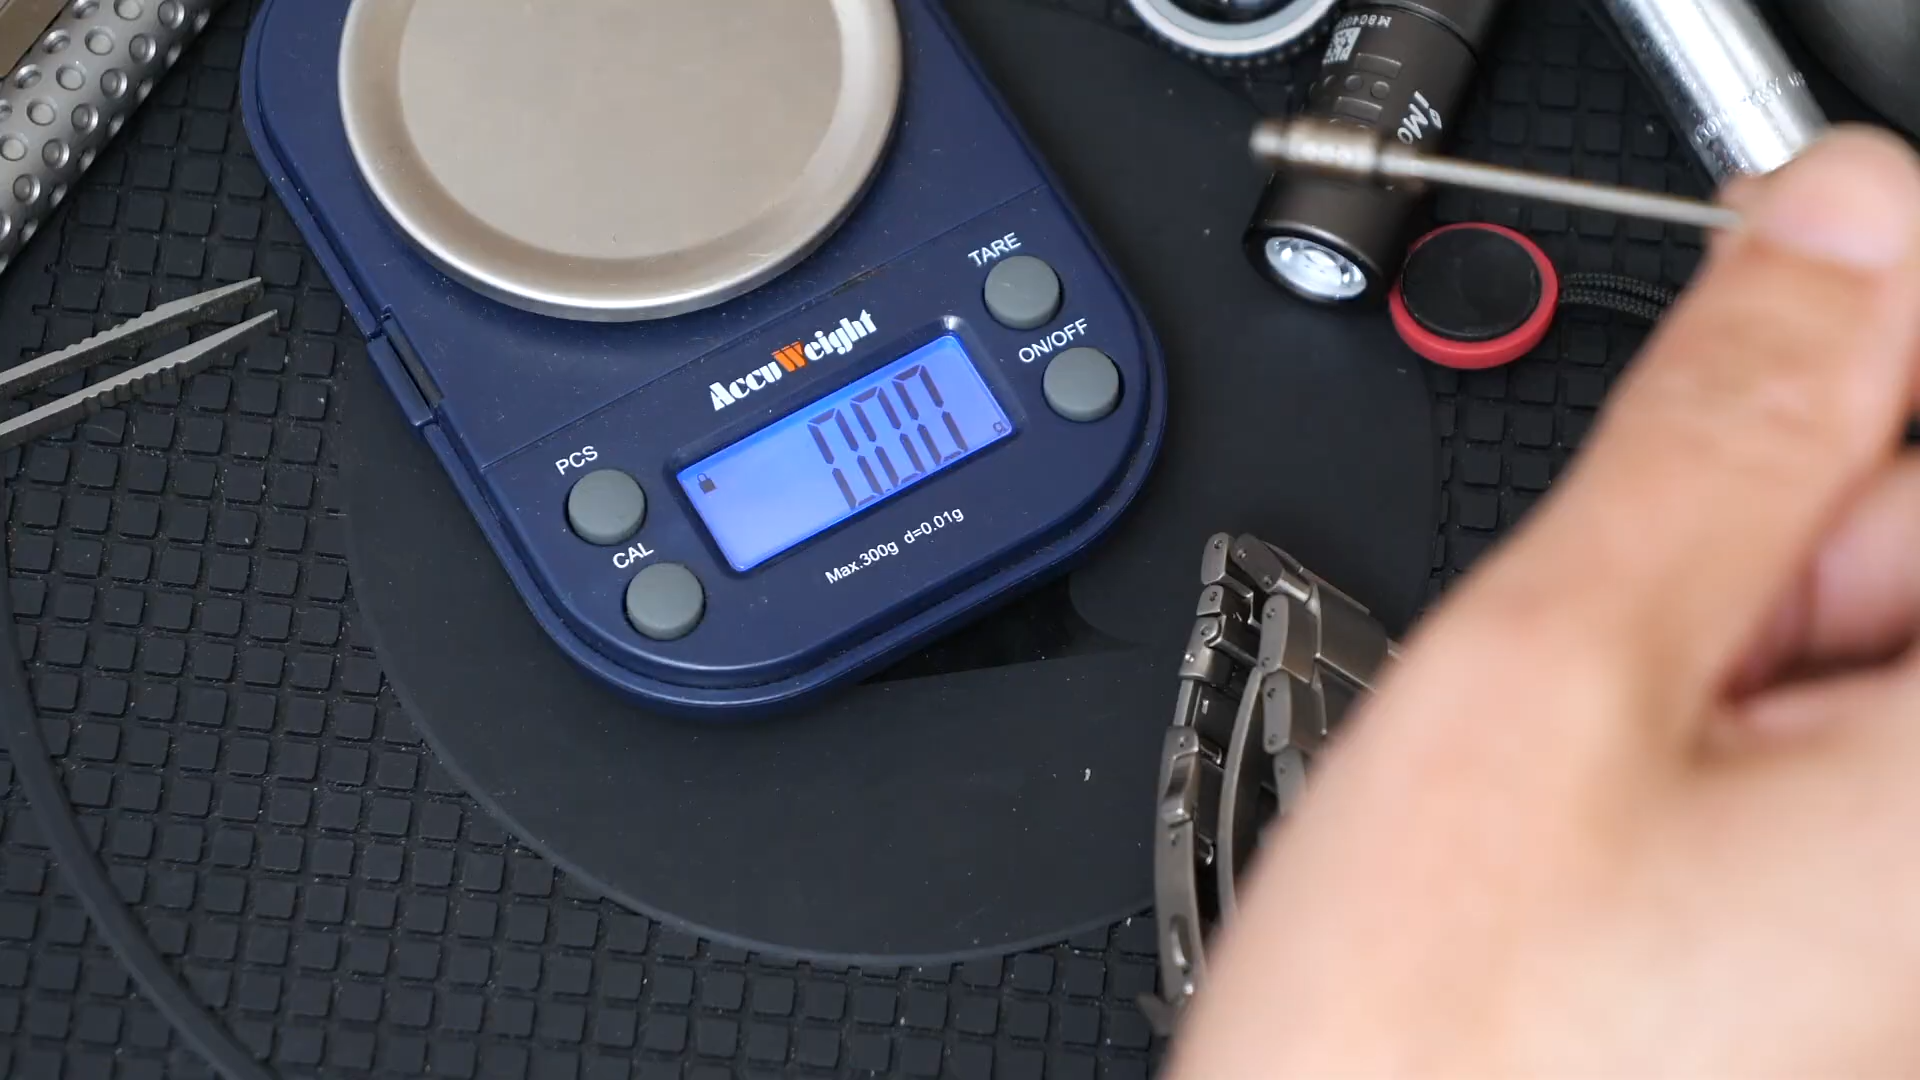 TARE
ON/OFF
AccuWeight
0.00
g
PCS
CAL
Max.300g d=0.01g